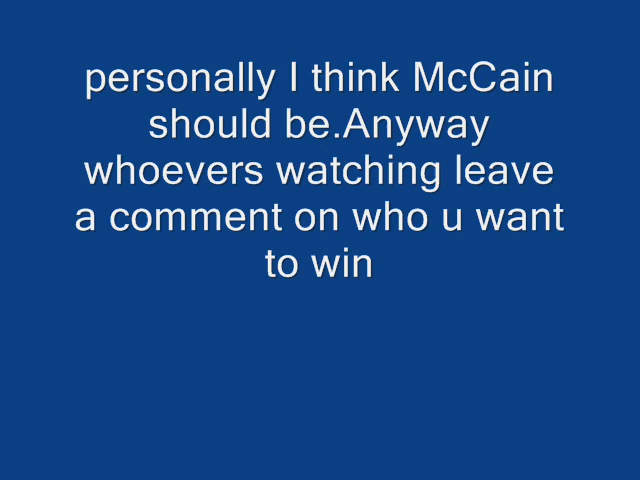 personally I think McCain
should be.Anyway
whoevers watching leave
a comment on who u want
to win